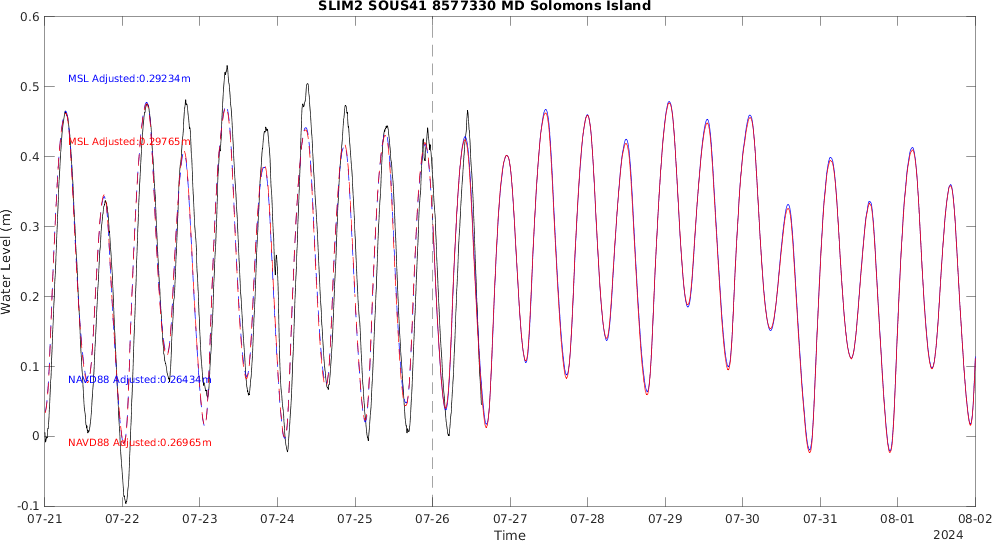 SLIM2 SOUS41 8577330 MD Solomons Island
0.6
0.5
0.4
0.3
0.2
0.1
0
-0.1
Water Level (m)
MSL Adjusted:0.29234m
MSL Adjusted:0.29765m
NAVD88 Adjusted:0.26434m
NAVD88 Adjusted:0.26965m
07-21 07-22 07-23 07-24 07-25 07-26 07-27 07-28 07-29 07-30 07-31 08-01 08-02
Time
2024